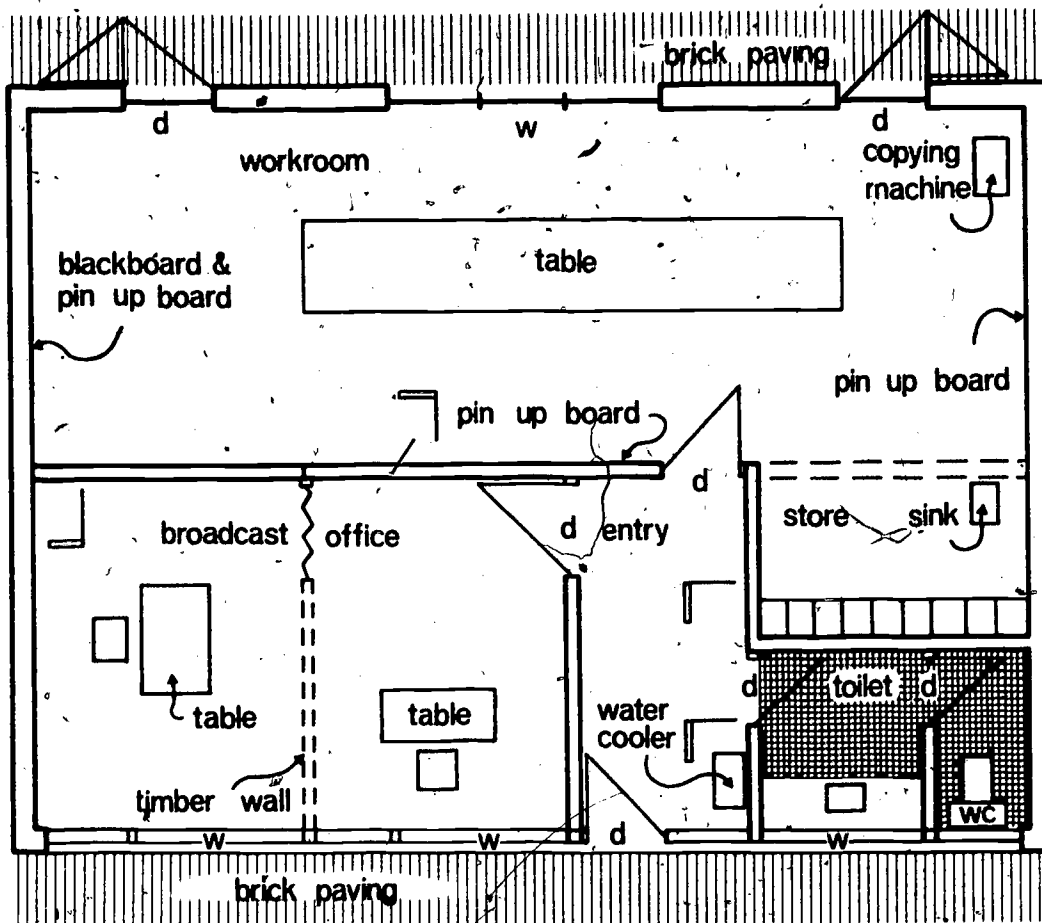 brick paving
d
w
d
workroom
copying
machine
table
blackboard &
pin up board
pin up board
pin up board
d
broadcast
office
d
entry
store
sink
d
toilet
d
table
table
water
cooler
timber wall
wc
w
w
d
w
brick paving